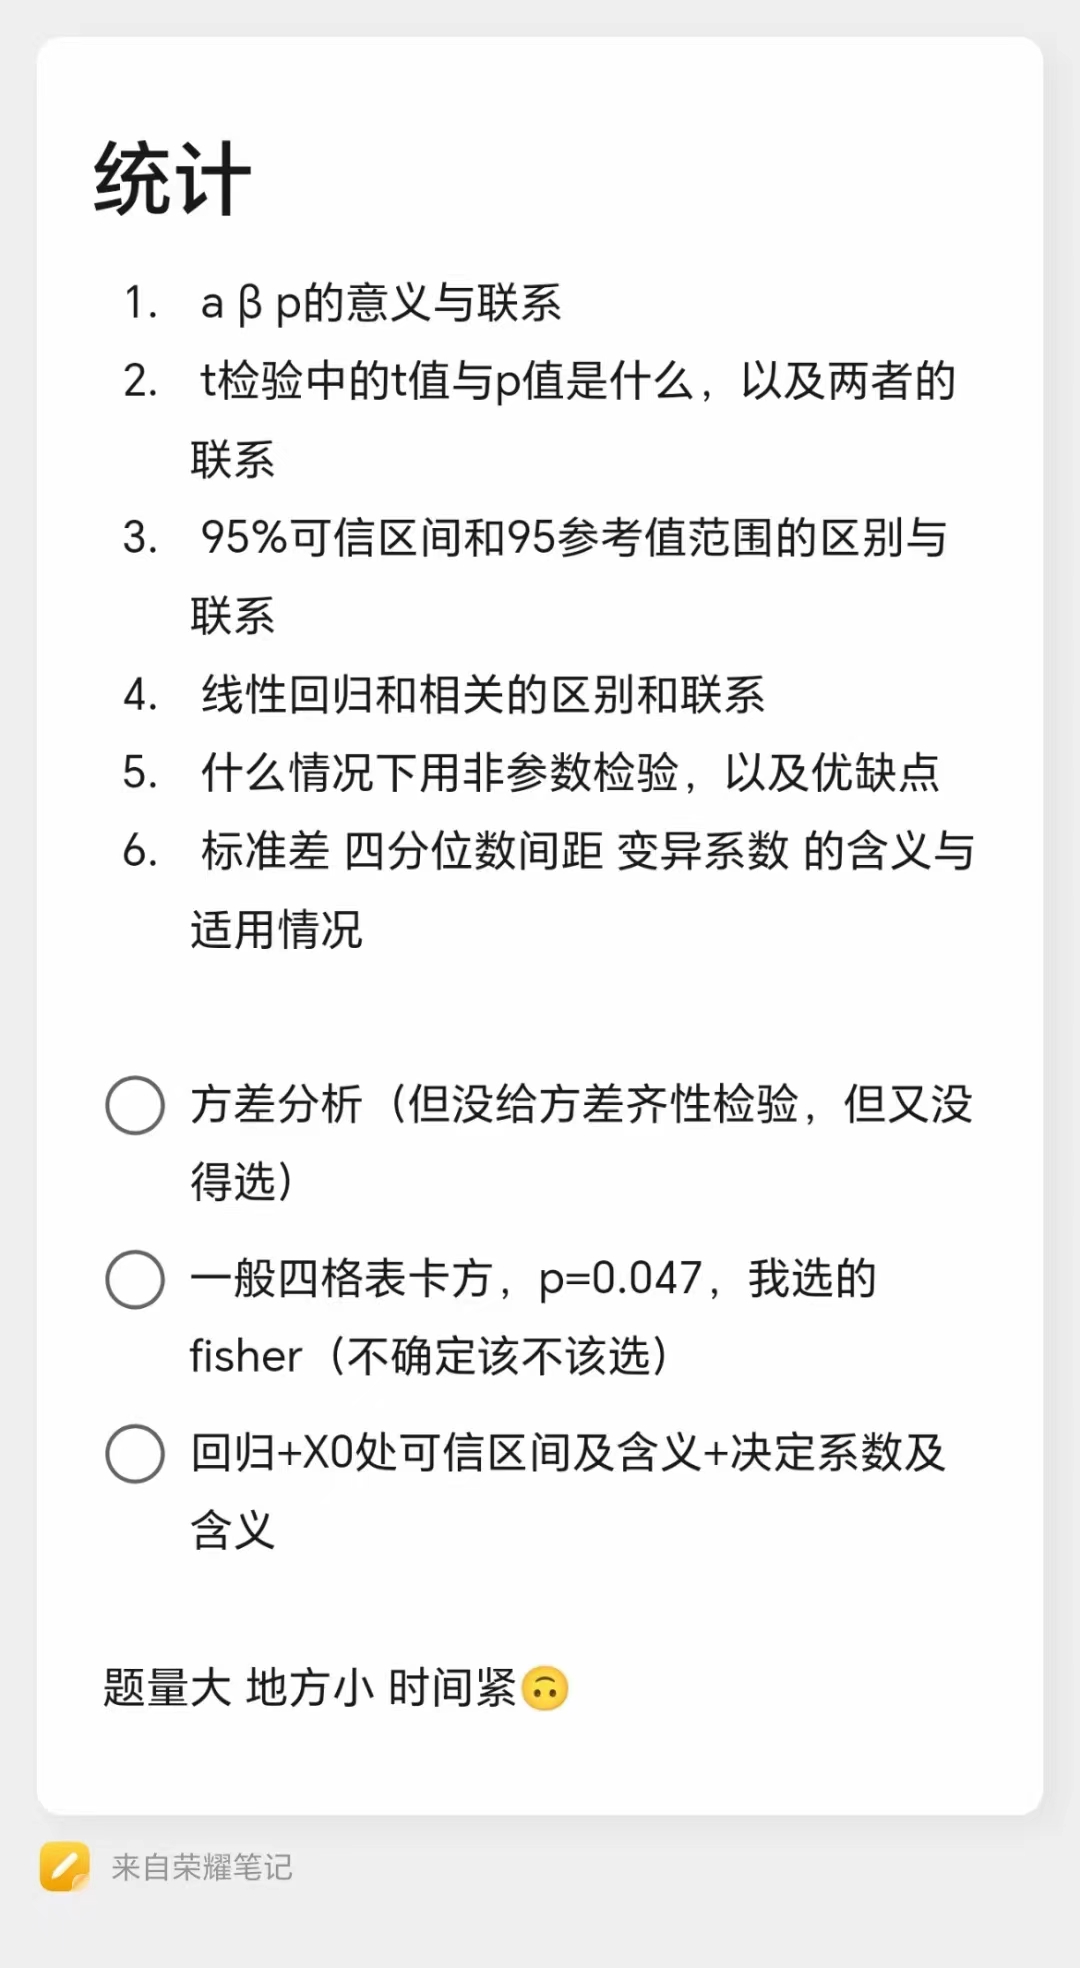 统计
1. a β p的意义与联系
2. t检验中的t值与p值是什么，以及两者的
联系
3. 95%可信区间和95参考值范围的区别与
联系
4. 线性回归和相关的区别和联系
5. 什么情况下用非参数检验，以及优缺点
6. 标准差 四分位数间距 变异系数 的含义与
适用情况
方差分析（但没给方差齐性检验，但又没
得选）
一般四格表卡方，p=0.047，我选的
fisher（不确定该不该选）
回归+X0处可信区间及含义+决定系数及
含义
题量大 地方小 时间紧🙃
来自荣耀笔记